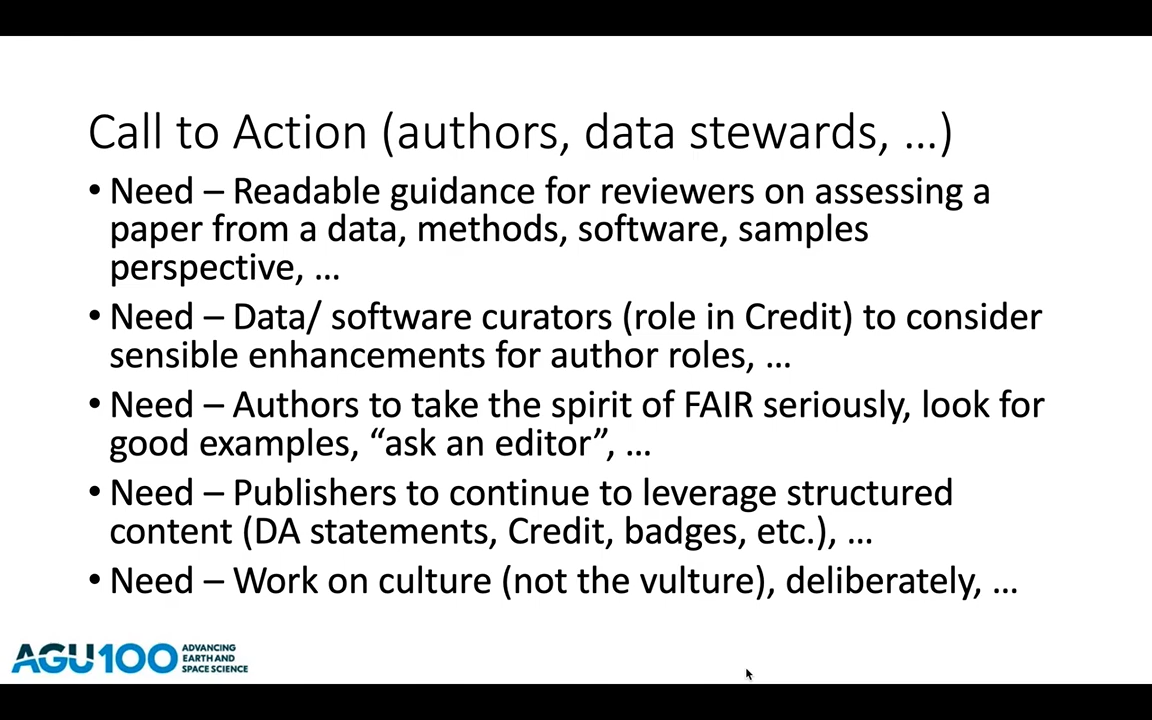 Call to Action (authors, data stewards, …)
• Need – Readable guidance for reviewers on assessing a
paper from a data, methods, software, samples
perspective, …
• Need – Data/ software curators (role in Credit) to consider
sensible enhancements for author roles, …
• Need – Authors to take the spirit of FAIR seriously, look for
good examples, “ask an editor”, …
• Need – Publishers to continue to leverage structured
content (DA statements, Credit, badges, etc.), …
• Need – Work on culture (not the vulture), deliberately, …
AGU100
ADVANCING
EARTH AND
SPACE SCIENCE